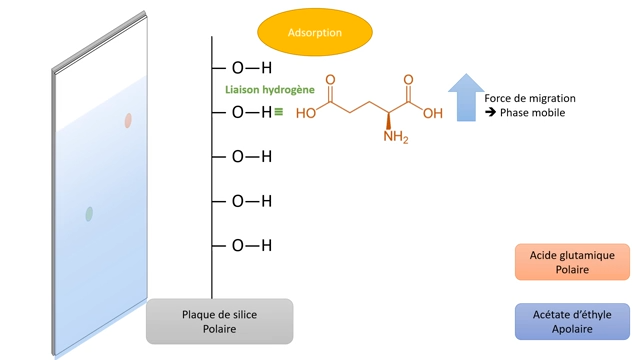 Adsorption
O—H
Liaison hydrogène
O—H≡
O—H
O—H
O—H
O
O
HO
OH
NH2
Force de migration
➔ Phase mobile
Acide glutamique
Polaire
Plaque de silice
Polaire
Acétate d'éthyle
Apolaire